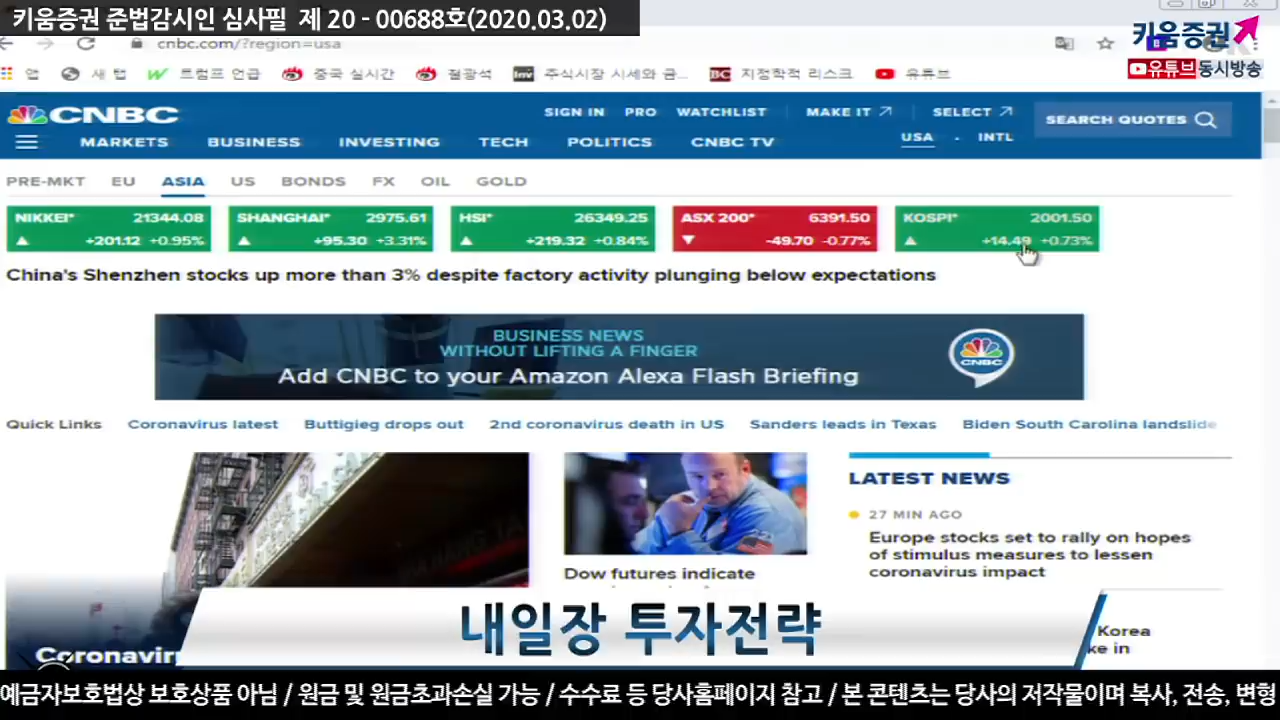 키움증권 준법감시인 심사필 제 20 - 00688호(2020.03.02)
키움증권
유튜브동시방송
cnbc.com/?region=usa
앱 새 탭 트럼프 언급 중국 실시간 철광석 Inv 주식시장 시세와 금... BC 지정학적 리스크 유튜브
CNBC
SIGN IN PRO WATCHLIST MAKE IT SELECT
SEARCH QUOTES
USA · INTL
MARKETS BUSINESS INVESTING TECH POLITICS CNBC TV
PRE-MKT EU ASIA US BONDS FX OIL GOLD
NIKKEI* 21344.08
+201.12 +0.95%
SHANGHAI* 2975.61
+95.30 +3.31%
HSI* 26349.25
+219.32 +0.84%
ASX 200* 6391.50
-49.70 -0.77%
KOSPI* 2001.50
+14.49 +0.73%
China's Shenzhen stocks up more than 3% despite factory activity plunging below expectations
BUSINESS NEWS
WITHOUT LIFTING A FINGER
Add CNBC to your Amazon Alexa Flash Briefing
CNBC
Quick Links Coronavirus latest Buttigieg drops out 2nd coronavirus death in US Sanders leads in Texas Biden South Carolina landslide
LATEST NEWS
27 MIN AGO
Europe stocks set to rally on hopes
of stimulus measures to lessen
coronavirus impact
Dow futures indicate
Korea
ke in
Coronavir
내일장 투자전략
예금자보호법상 보호상품 아님 / 원금 및 원금초과손실 가능 / 수수료 등 당사홈페이지 참고 / 본 콘텐츠는 당사의 저작물이며 복사, 전송, 변형